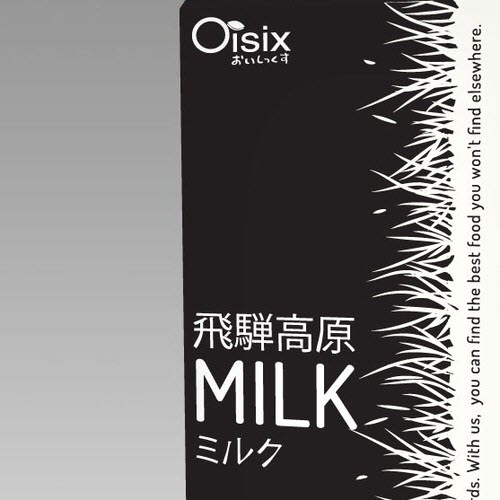 Oisix
おいしっくす
飛騨高原
MILK
ミルク
ds. With us, you can find the best food you won't find elsewhere.